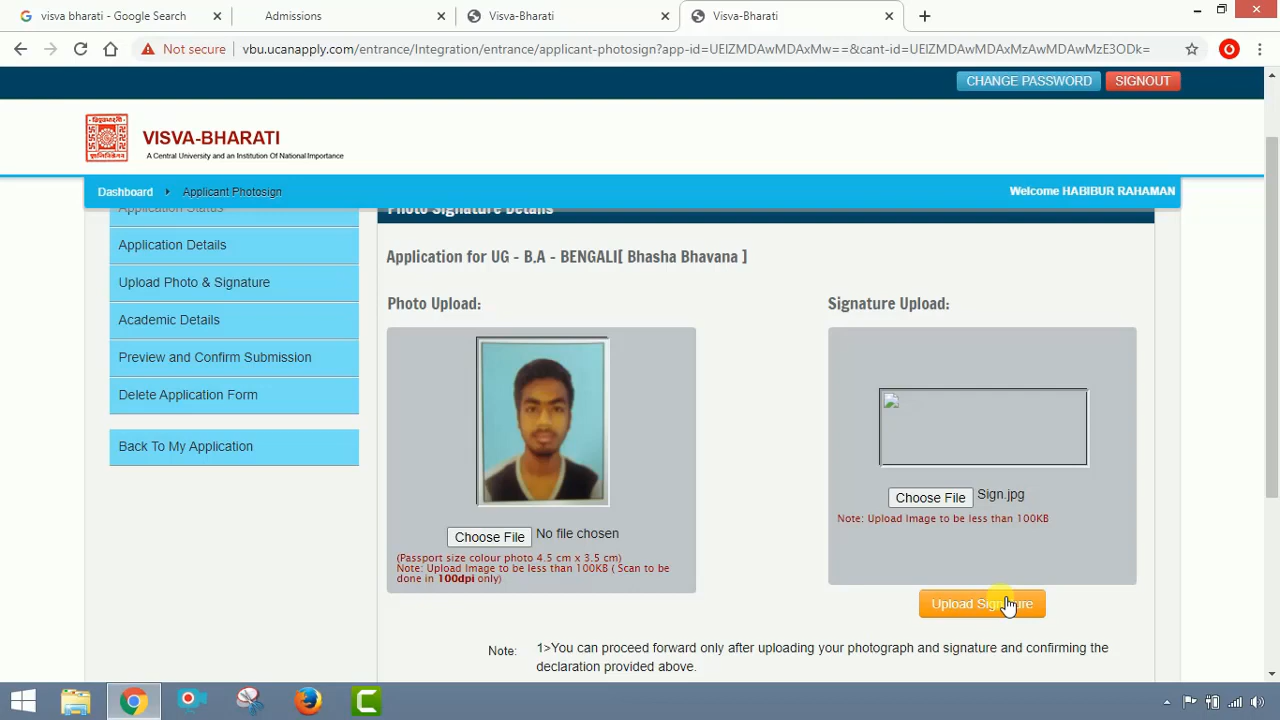 visva bharati - Google Search
Admissions
Visva-Bharati
Visva-Bharati
Not secure
vbu.ucanapply.com/entrance/Integration/entrance/applicant-photosign?app-id=UEIZMDAwMDAxMw==&cant-id=UEIZMDAwMDAxMzAwMDAwMzE3ODk=
CHANGE PASSWORD
SIGNOUT
VISVA-BHARATI
A Central University and an Institution Of National Importance
Dashboard
Applicant Photosign
Welcome HABIBUR RAHAMAN
Application Status
Photo Signature Details
Application Details
Upload Photo & Signature
Academic Details
Preview and Confirm Submission
Delete Application Form
Back To My Application
Application for UG - B.A - BENGALI[ Bhasha Bhavana ]
Photo Upload:
Choose File No file chosen
(Passport size colour photo 4.5 cm x 3.5 cm)
Note: Upload Image to be less than 100KB ( Scan to be
done in 100dpi only)
Signature Upload:
Choose File Sign.jpg
Note: Upload Image to be less than 100KB
Upload Signature
Note: 1>You can proceed forward only after uploading your photograph and signature and confirming the
declaration provided above.